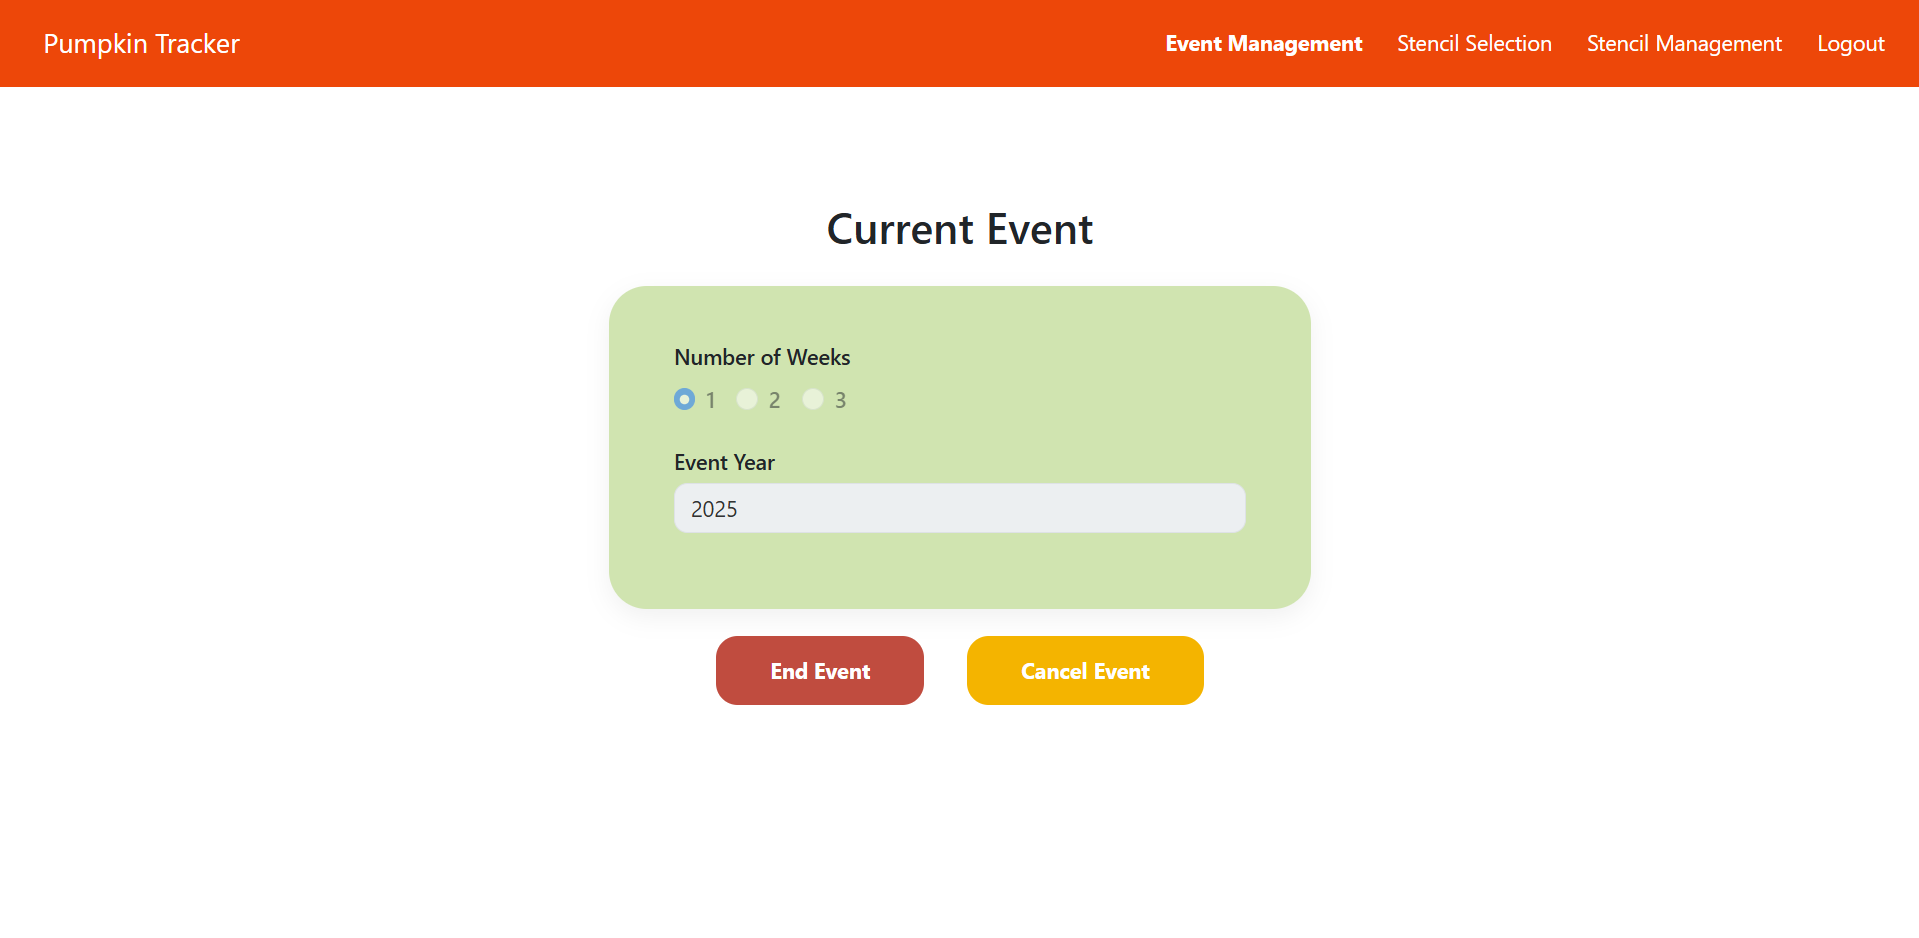 Pumpkin Tracker
Event Management Stencil Selection Stencil Management Logout
Current Event
Number of Weeks
1 2 3
Event Year
2025
End Event Cancel Event